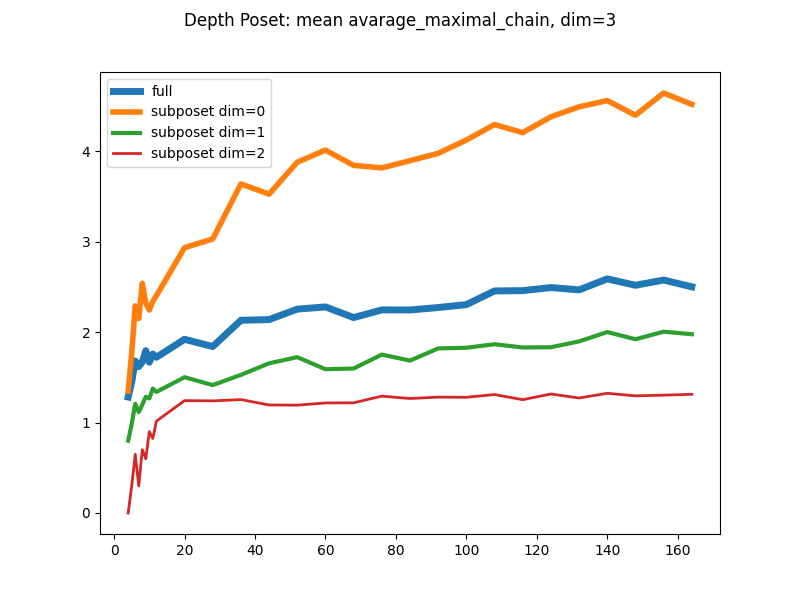 Depth Poset: mean avarage_maximal_chain, dim=3
full
subposet dim=0
subposet dim=1
subposet dim=2
4
3
2
1
0
0 20 40 60 80 100 120 140 160